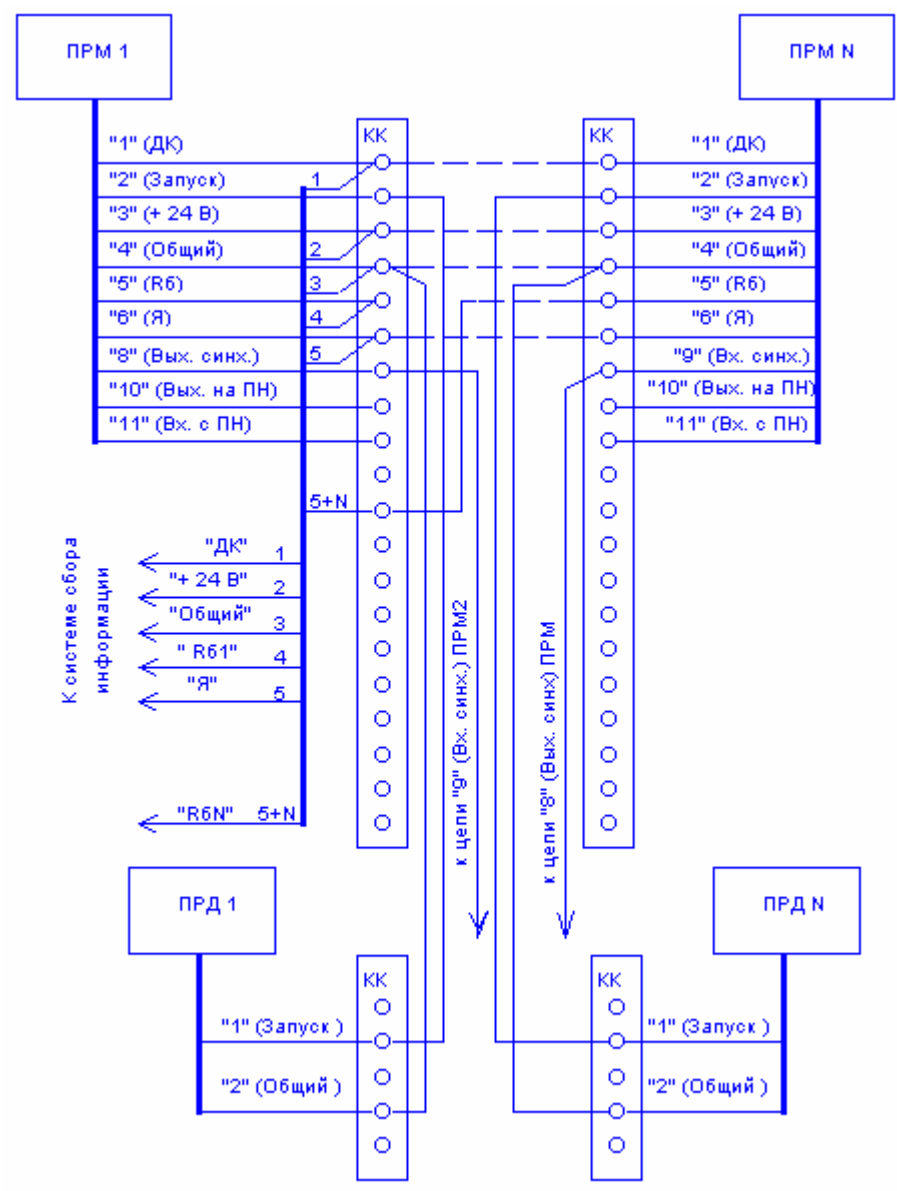 ПРМ 1
ПРМ N
КК
КК
"1" (ДК)
"2" (Запуск)
"3" (+ 24 В)
"4" (Общий)
"5" (Rб)
"6" (Я)
"8" (Вых. синх.)
"10" (Вых. на ПН)
"11" (Вх. с ПН)
1
2
3
4
5
5+N
"1" (ДК)
"2" (Запуск)
"3" (+ 24 В)
"4" (Общий)
"5" (Rб)
"6" (Я)
"9" (Вх. синх.)
"10" (Вых. на ПН)
"11" (Вх. с ПН)
К системе сбора
информации
"ДК" 1
"+ 24 В" 2
"Общий" 3
" Rб1" 4
"Я" 5
"RбN" 5+N
к цепи "9" (Вх. синх.) ПРМ2
к цепи "8" (Вых. синх) ПРМ
ПРД 1
ПРД N
КК
КК
"1" (Запуск )
"2" (Общий )
"1" (Запуск )
"2" (Общий )